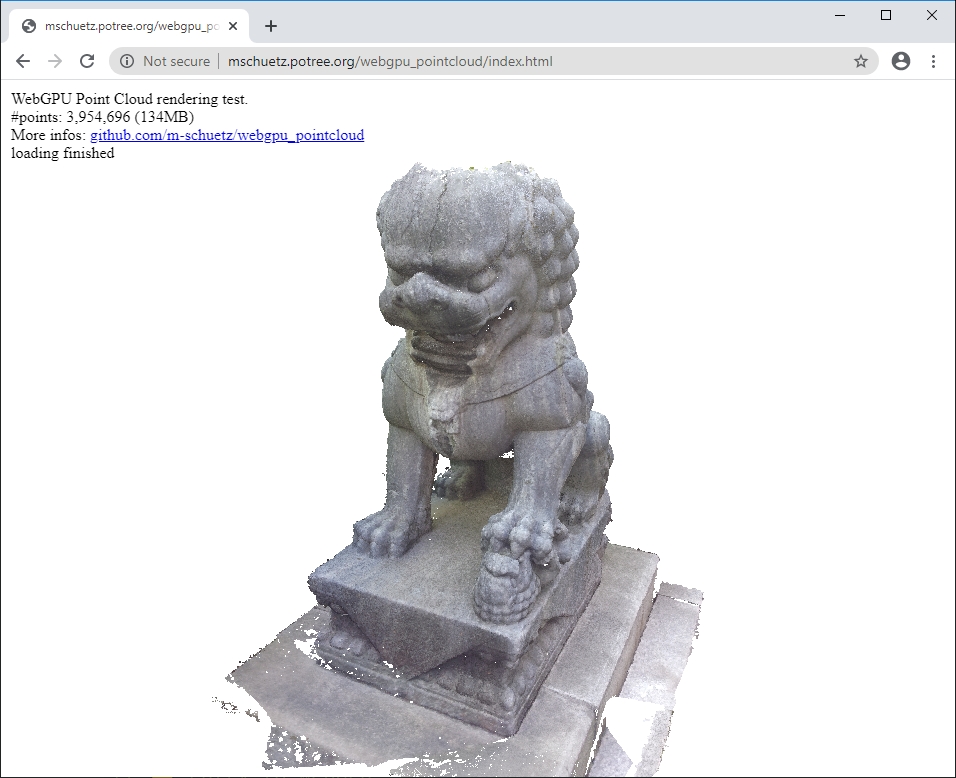 mschuetz.potree.org/webgpu_po
Not secure
mschuetz.potree.org/webgpu_pointcloud/index.html
WebGPU Point Cloud rendering test.
#points: 3,954,696 (134MB)
More infos: github.com/m-schuetz/webgpu_pointcloud
loading finished